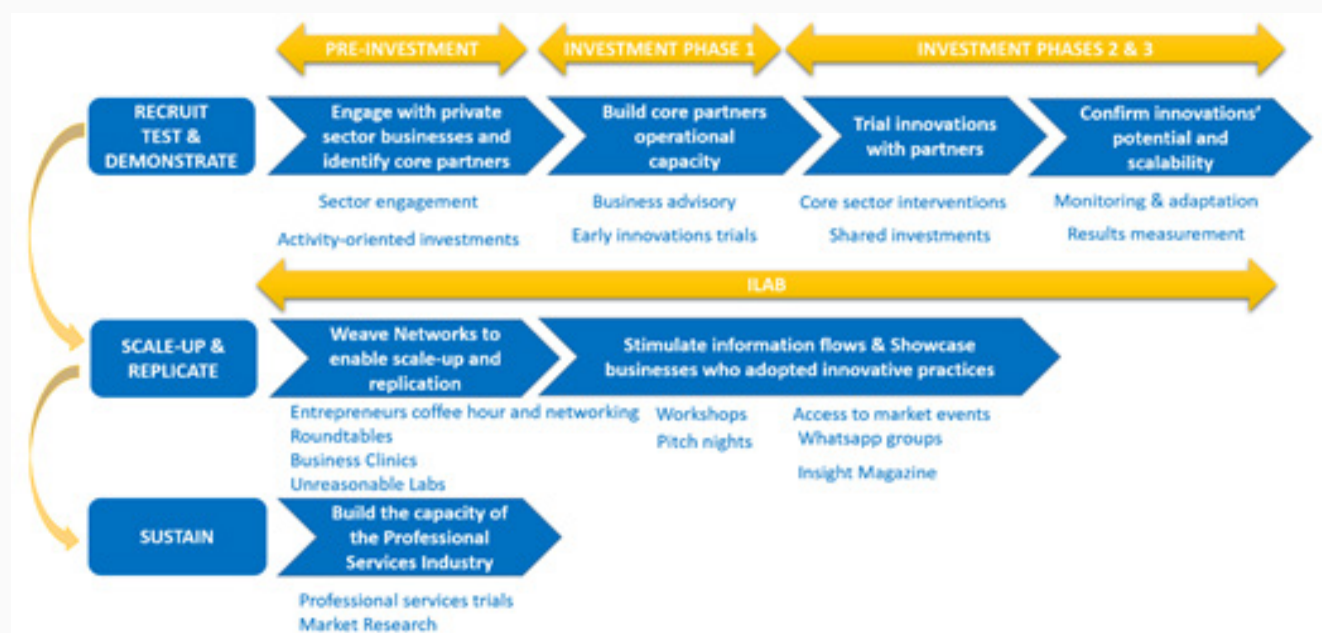 PRE-INVESTMENT
INVESTMENT PHASE 1
INVESTMENT PHASES 2 & 3
RECRUIT
TEST &
DEMONSTRATE
Engage with private
sector businesses and
identify core partners
Build core partners
operational
capacity
Trial innovations
with partners
Confirm innovations'
potential and
scalability
Sector engagement
Activity-oriented investments
Business advisory
Early innovations trials
Core sector interventions
Shared investments
Monitoring & adaptation
Results measurement
ILAB
SCALE-UP &
REPLICATE
Weave Networks to
enable scale-up and
replication
Stimulate information flows & Showcase
businesses who adopted innovative practices
Entrepreneurs coffee hour and networking
Roundtables
Business Clinics
Unreasonable Labs
Workshops
Pitch nights
Access to market events
Whatsapp groups
Insight Magazine
SUSTAIN
Build the capacity of
the Professional
Services Industry
Professional services trials
Market Research